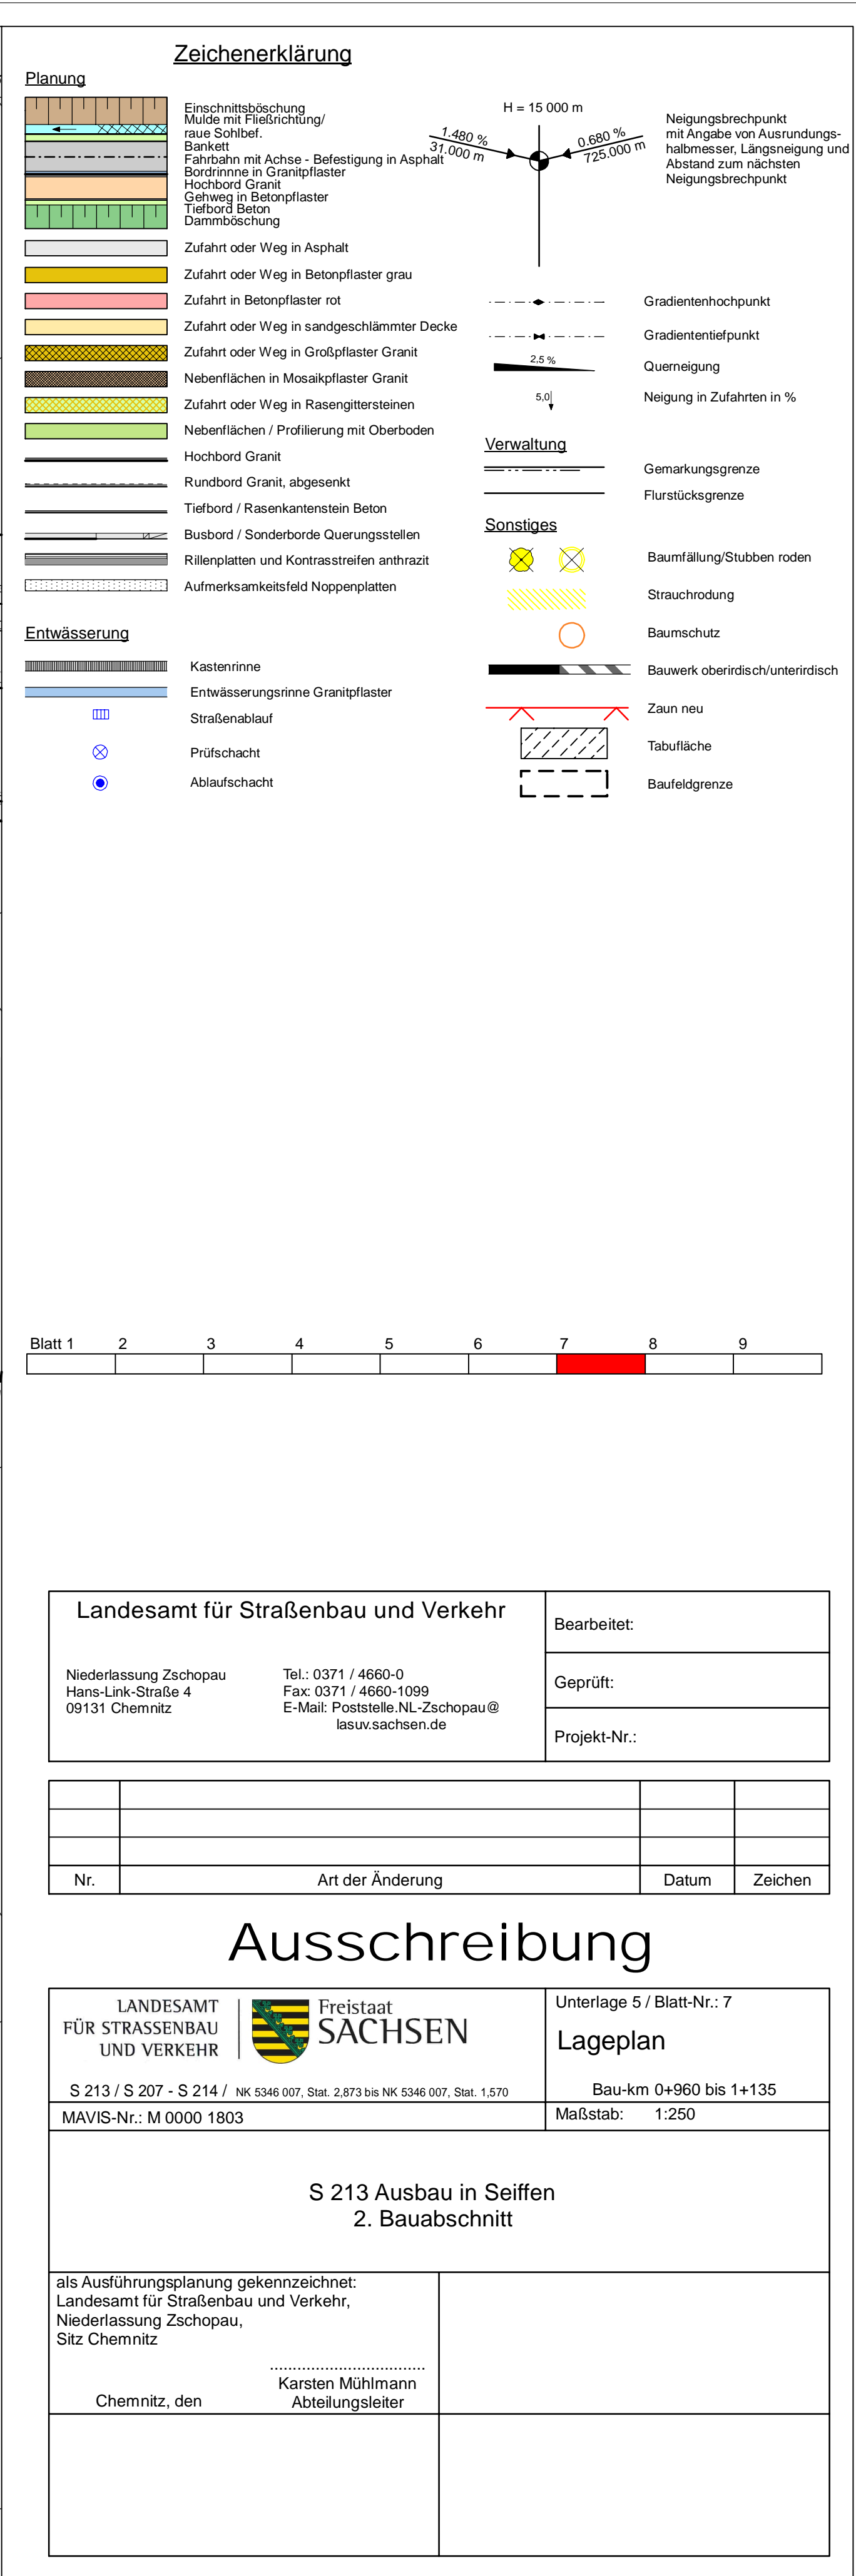 Zeichenerklärung
Planung
Einschnittsböschung
Mulde mit Fließrichtung/
raue Sohlbef.
Bankett
Fahrbahn mit Achse - Befestigung in Asphalt
Bordrinnne in Granitpflaster
Hochbord Granit
Gehweg in Betonpflaster
Tiefbord Beton
Dammböschung
Zufahrt oder Weg in Asphalt
Zufahrt oder Weg in Betonpflaster grau
Zufahrt in Betonpflaster rot
Zufahrt oder Weg in sandgeschlämmter Decke
Zufahrt oder Weg in Großpflaster Granit
Nebenflächen in Mosaikpflaster Granit
Zufahrt oder Weg in Rasengittersteinen
Nebenflächen / Profilierung mit Oberboden
Hochbord Granit
Rundbord Granit, abgesenkt
Tiefbord / Rasenkantenstein Beton
Busbord / Sonderborde Querungsstellen
Rillenplatten und Kontrasstreifen anthrazit
Aufmerksamkeitsfeld Noppenplatten
Entwässerung
Kastenrinne
Entwässerungsrinne Granitpflaster
Straßenablauf
Prüfschacht
Ablaufschacht
H = 15 000 m
1.480 %
31.000 m
0.680 %
725.000 m
Neigungsbrechpunkt
mit Angabe von Ausrundungs-
halbmesser, Längsneigung und
Abstand zum nächsten
Neigungsbrechpunkt
Gradientenhochpunkt
Gradiententiefpunkt
2,5 %
Querneigung
5,0
Neigung in Zufahrten in %
Verwaltung
Gemarkungsgrenze
Flurstücksgrenze
Sonstiges
Baumfällung/Stubben roden
Strauchrodung
Baumschutz
Bauwerk oberirdisch/unterirdisch
Zaun neu
Tabufläche
Baufeldgrenze
Blatt 1 2 3 4 5 6 7 8 9
Landesamt für Straßenbau und Verkehr
Niederlassung Zschopau
Hans-Link-Straße 4
09131 Chemnitz
Tel.: 0371 / 4660-0
Fax: 0371 / 4660-1099
E-Mail: Poststelle.NL-Zschopau@
lasuv.sachsen.de
Bearbeitet:
Geprüft:
Projekt-Nr.:
Nr. Art der Änderung Datum Zeichen
Ausschreibung
LANDESAMT
FÜR STRASSENBAU
UND VERKEHR
Freistaat
SACHSEN
S 213 / S 207 - S 214 / NK 5346 007, Stat. 2,873 bis NK 5346 007, Stat. 1,570
MAVIS-Nr.: M 0000 1803
Unterlage 5 / Blatt-Nr.: 7
Lageplan
Bau-km 0+960 bis 1+135
Maßstab: 1:250
S 213 Ausbau in Seiffen
2. Bauabschnitt
als Ausführungsplanung gekennzeichnet:
Landesamt für Straßenbau und Verkehr,
Niederlassung Zschopau,
Sitz Chemnitz
..................................
Karsten Mühlmann
Chemnitz, den Abteilungsleiter